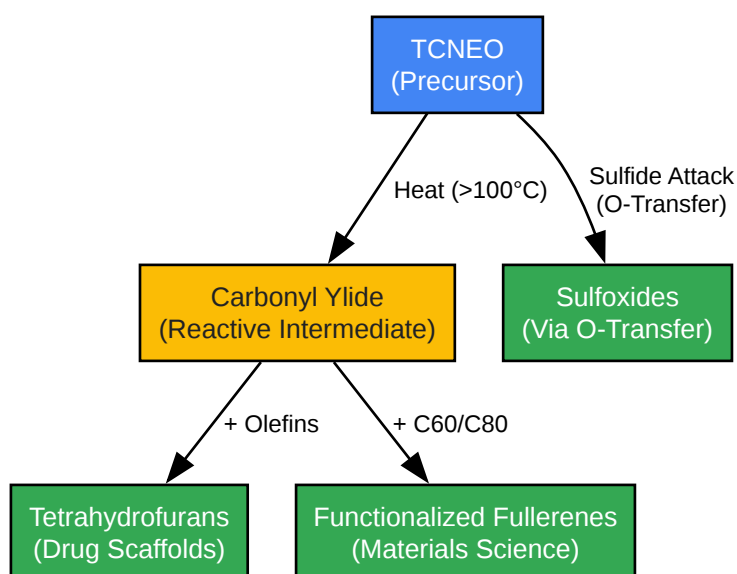 TCNEO
(Precursor)
Heat (>100°C)
Sulfide Attack
(O-Transfer)
Carbonyl Ylide
(Reactive Intermediate)
Sulfoxides
(Via O-Transfer)
+ Olefins
+ C60/C80
Tetrahydrofurans
(Drug Scaffolds)
Functionalized Fullerenes
(Materials Science)